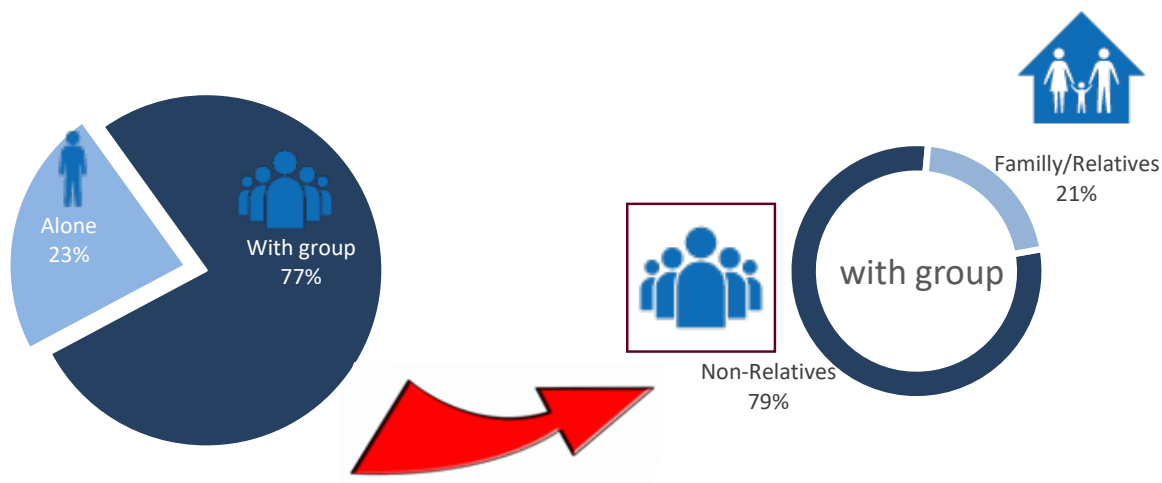 Alone
23%
With group
77%
Familly/Relatives
21%
with group
Non-Relatives
79%